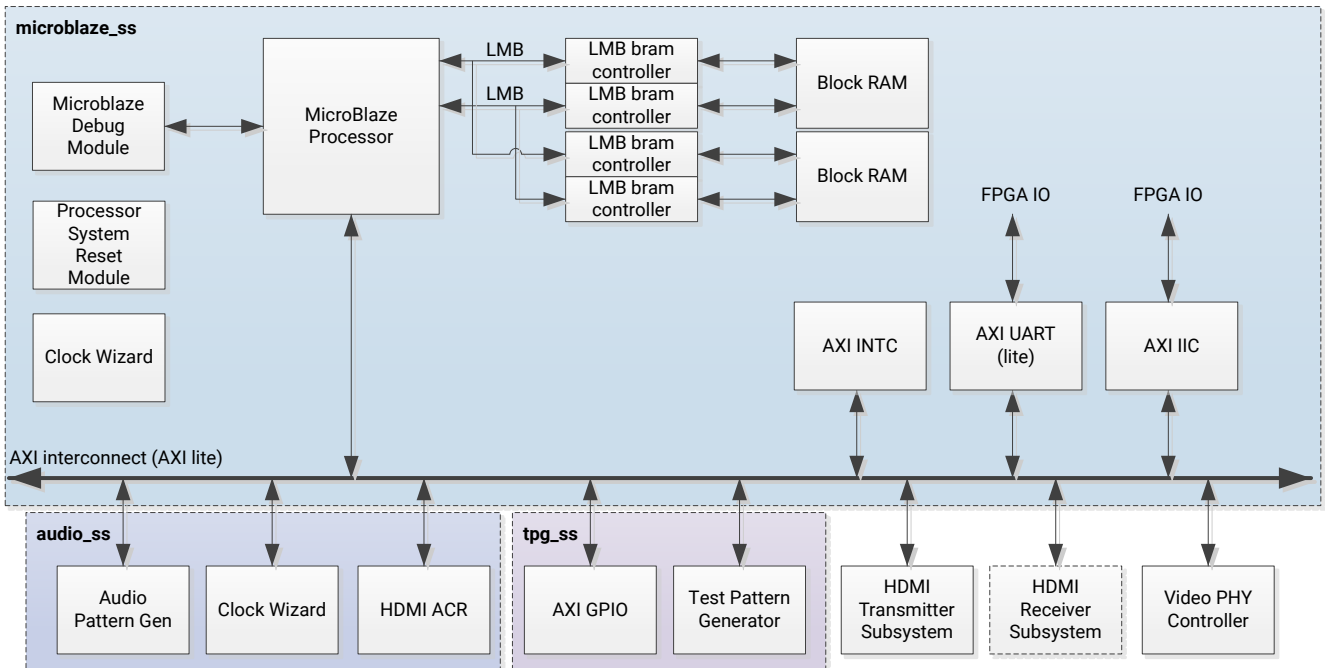 microblaze_ss
Microblaze
Debug
Module
MicroBlaze
Processor
LMB
LMB
LMB bram
controller
LMB bram
controller
LMB bram
controller
LMB bram
controller
Block RAM
Block RAM
Processor
System
Reset
Module
Clock Wizard
FPGA IO
FPGA IO
AXI INTC
AXI UART
(lite)
AXI IIC
AXI interconnect (AXI lite)
audio_ss
Audio
Pattern Gen
Clock Wizard
HDMI ACR
tpg_ss
AXI GPIO
Test Pattern
Generator
HDMI
Transmitter
Subsystem
HDMI
Receiver
Subsystem
Video PHY
Controller